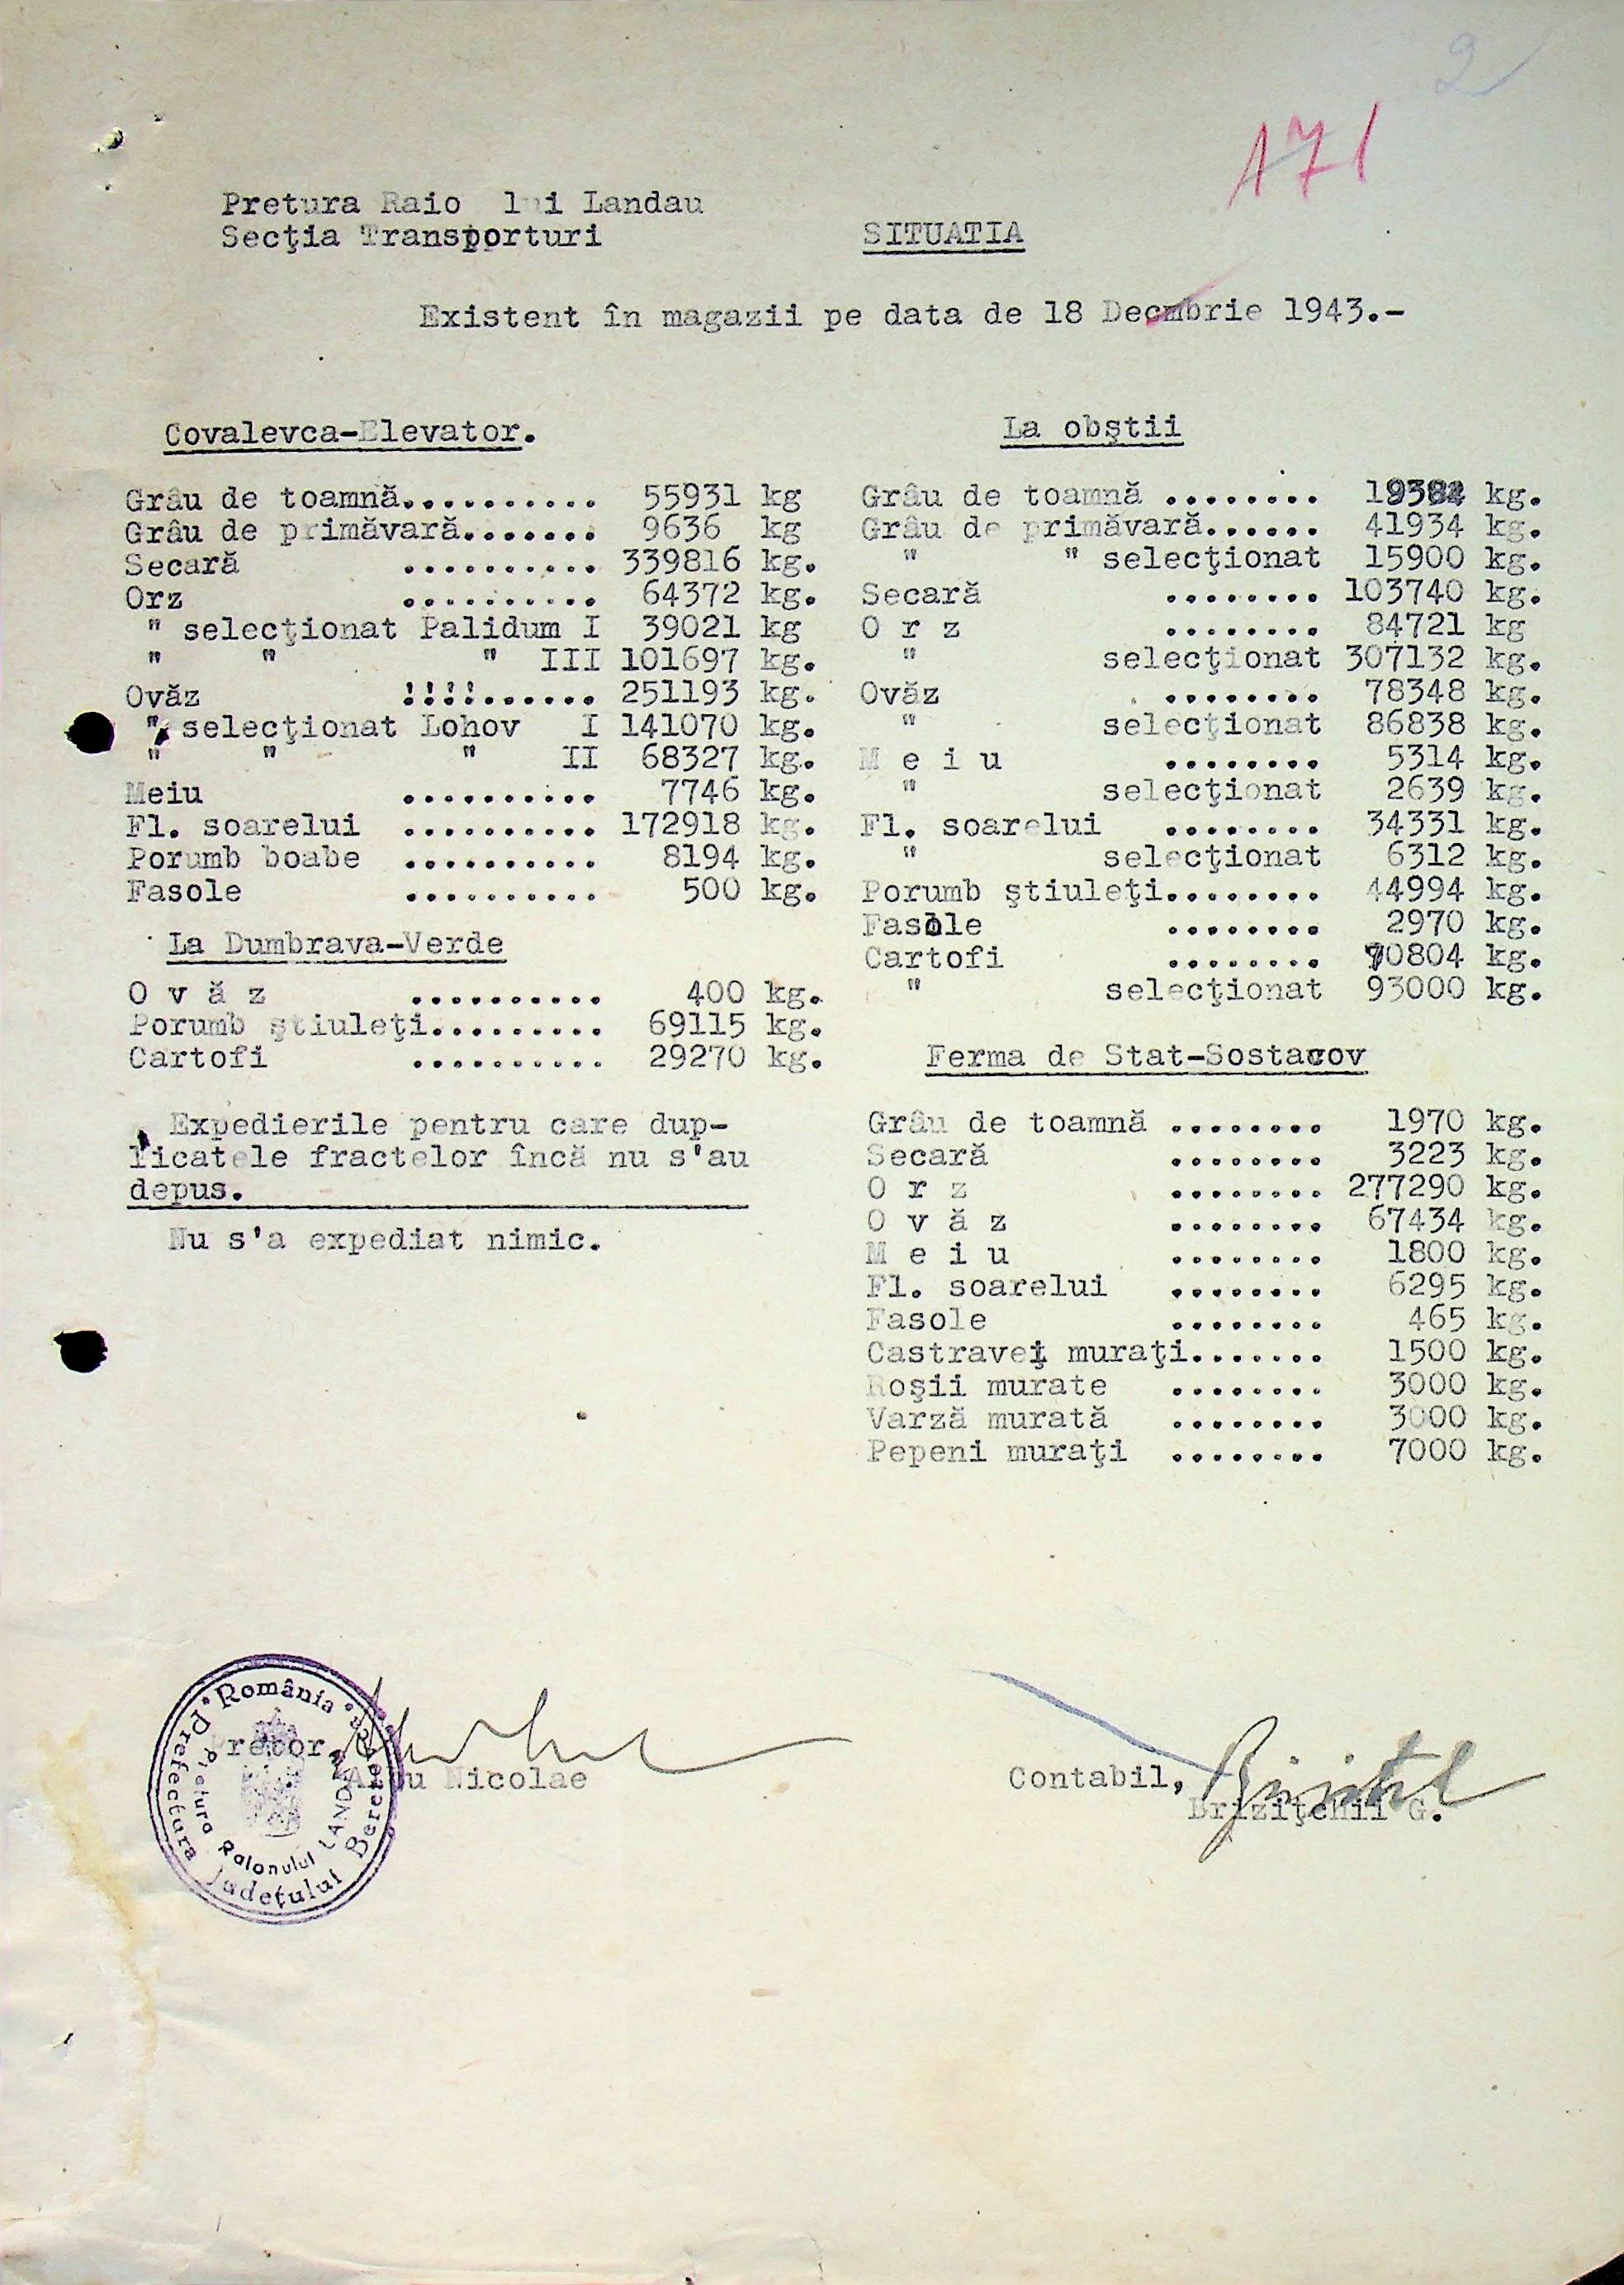 2
171
Pretura Raio lui Landau
Secţia Transporturi
SITUATIA
Existent în magazii pe data de 18 Decmbrie 1943.-
Covalevca-Elevator.
Grâu de toamnă.......... 55931 kg
Grâu de primăvară....... 9636 kg
Secară .......... 339816 kg.
Orz .......... 64372 kg.
" selecţionat Palidum I 39021 kg
" " " III 101697 kg.
Ovăz !!!!...... 251193 kg.
" selecţionat Lohov I 141070 kg.
" " " II 68327 kg.
Meiu .......... 7746 kg.
Fl. soarelui .......... 172918 kg.
Porumb boabe .......... 8194 kg.
Fasole .......... 500 kg.
La Dumbrava-Verde
O v ă z .......... 400 kg.
Porumb ştiuleţi......... 69115 kg.
Cartofi .......... 29270 kg.
Expedierile pentru care dup-
licatele fractelor încă nu s'au
depus.
Nu s'a expediat nimic.
La obştii
Grâu de toamnă ........ kg.
Grâu de primăvară...... 41934 kg.
" " selecţionat 15900 kg.
Secară ........ 103740 kg.
O r z ........ 84721 kg
" selecţionat 307132 kg.
Ovăz ........ 78348 kg.
" selecţionat 86838 kg.
M e i u ........ 5314 kg.
" selecţionat 2639 kg.
Fl. soarelui ........ 34331 kg.
" selecţionat 6312 kg.
Porumb ştiuleţi........ 44994 kg.
Fasole ........ 2970 kg.
Cartofi ........ 70804 kg.
" selecţionat 93000 kg.
Ferma de Stat-Sostacov
Grâu de toamnă ........ 1970 kg.
Secară ........ 3223 kg.
O r z ........ 277290 kg.
O v ă z ........ 67434 kg.
M e i u ........ 1800 kg.
Fl. soarelui ........ 6295 kg.
Fasole ........ 465 kg.
Castraveţi muraţi....... 1500 kg.
Roşii murate ........ 3000 kg.
Varză murată ........ 3000 kg.
Pepeni muraţi ........ 7000 kg.
Pretor
Nicolae
România
Prefectura Judeţului
Pretura Raionului LANDAU
Contabil,
Briziţchii G.